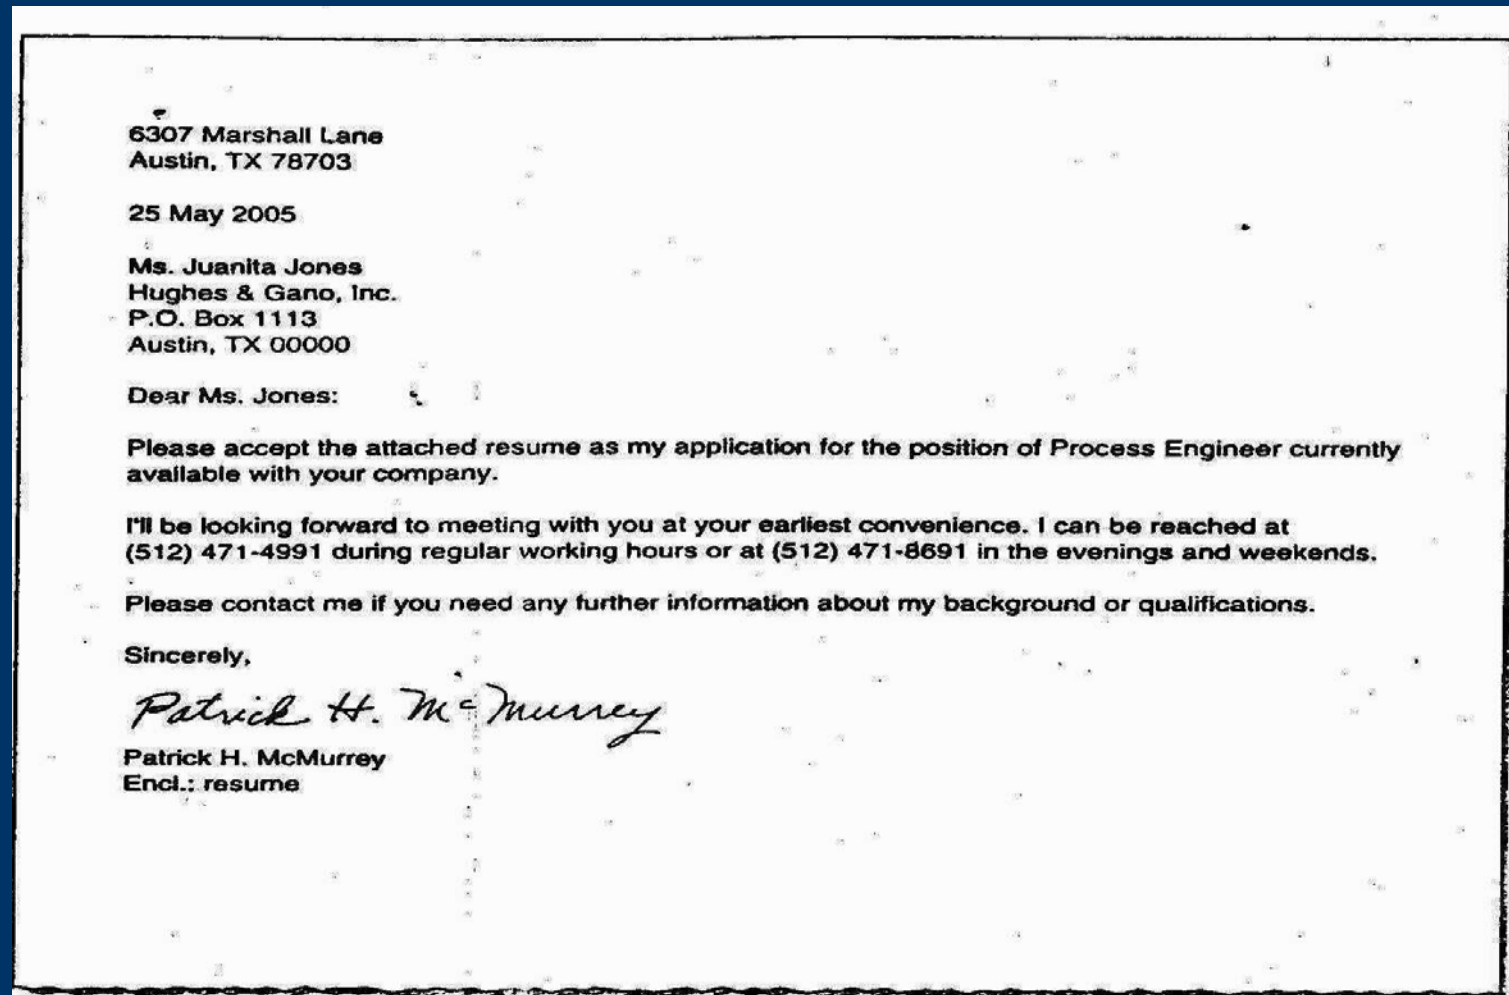 6307 Marshall Lane
Austin, TX 78703
25 May 2005
Ms. Juanita Jones
Hughes & Gano, Inc.
P.O. Box 1113
Austin, TX 00000
Dear Ms. Jones:
Please accept the attached resume as my application for the position of Process Engineer currently
available with your company.
I'll be looking forward to meeting with you at your earliest convenience. I can be reached at
(512) 471-4991 during regular working hours or at (512) 471-8691 in the evenings and weekends.
Please contact me if you need any further information about my background or qualifications.
Sincerely,
Patrick H. McMurrey
Patrick H. McMurrey
Encl.: resume